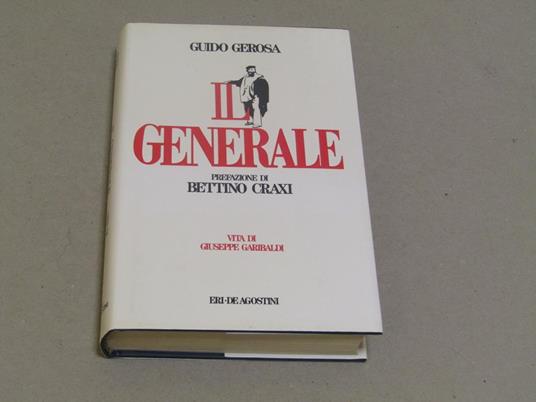 GUIDO GEROSA
IL
GENERALE
PREFAZIONE DI
BETTINO CRAXI
VITA DI
GIUSEPPE GARIBALDI
ERI·DE AGOSTINI